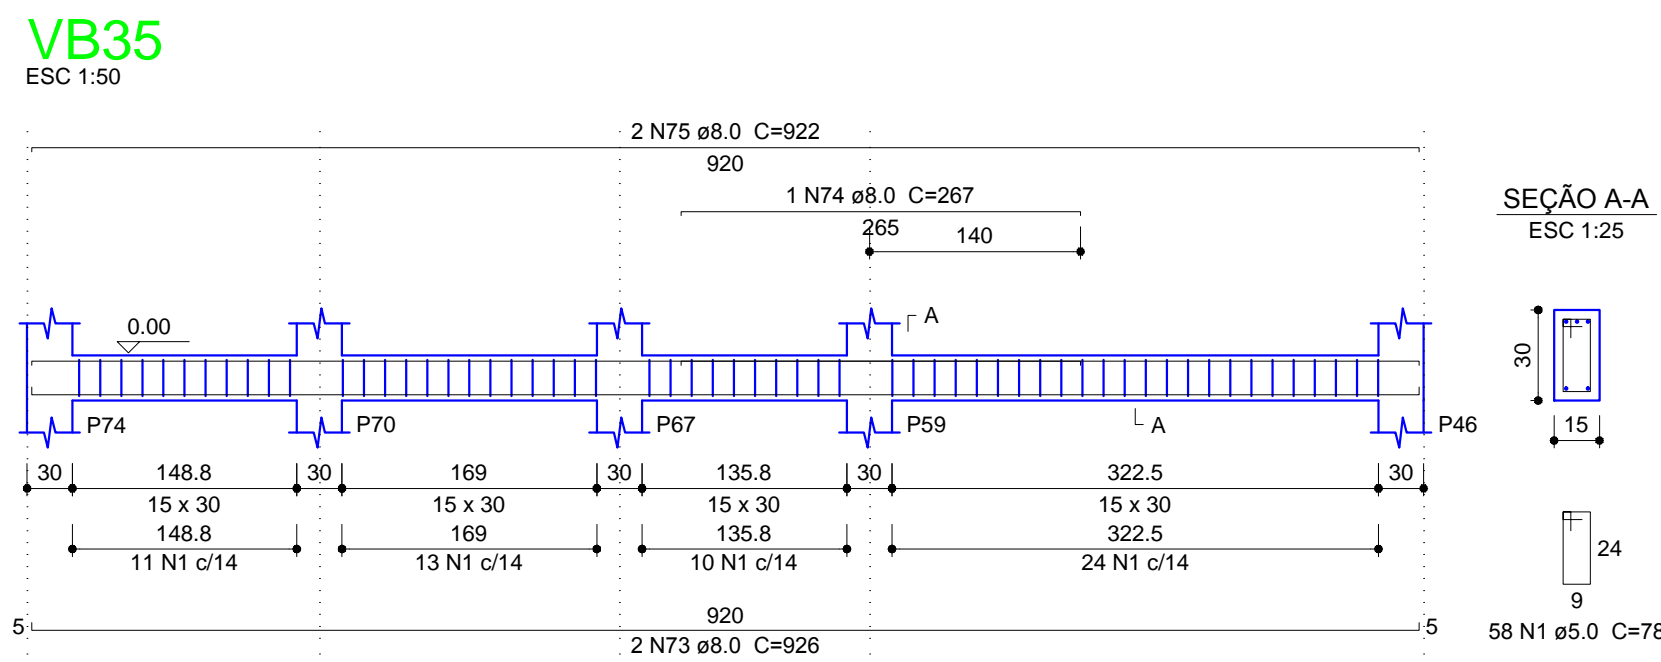 VB35
ESC 1:50
2 N75 ø8.0 C=922
920
1 N74 ø8.0 C=267
265
140
SEÇÃO A-A
ESC 1:25
0.00
A
30
15
P74
P70
P67
P59
A
P46
30 148.8 30 169 30 135.8 30 322.5 30
15 x 30 15 x 30 15 x 30 15 x 30
148.8 169 135.8 322.5
11 N1 c/14 13 N1 c/14 10 N1 c/14 24 N1 c/14
24
9
58 N1 ø5.0 C=78
5 920 5
2 N73 ø8.0 C=926